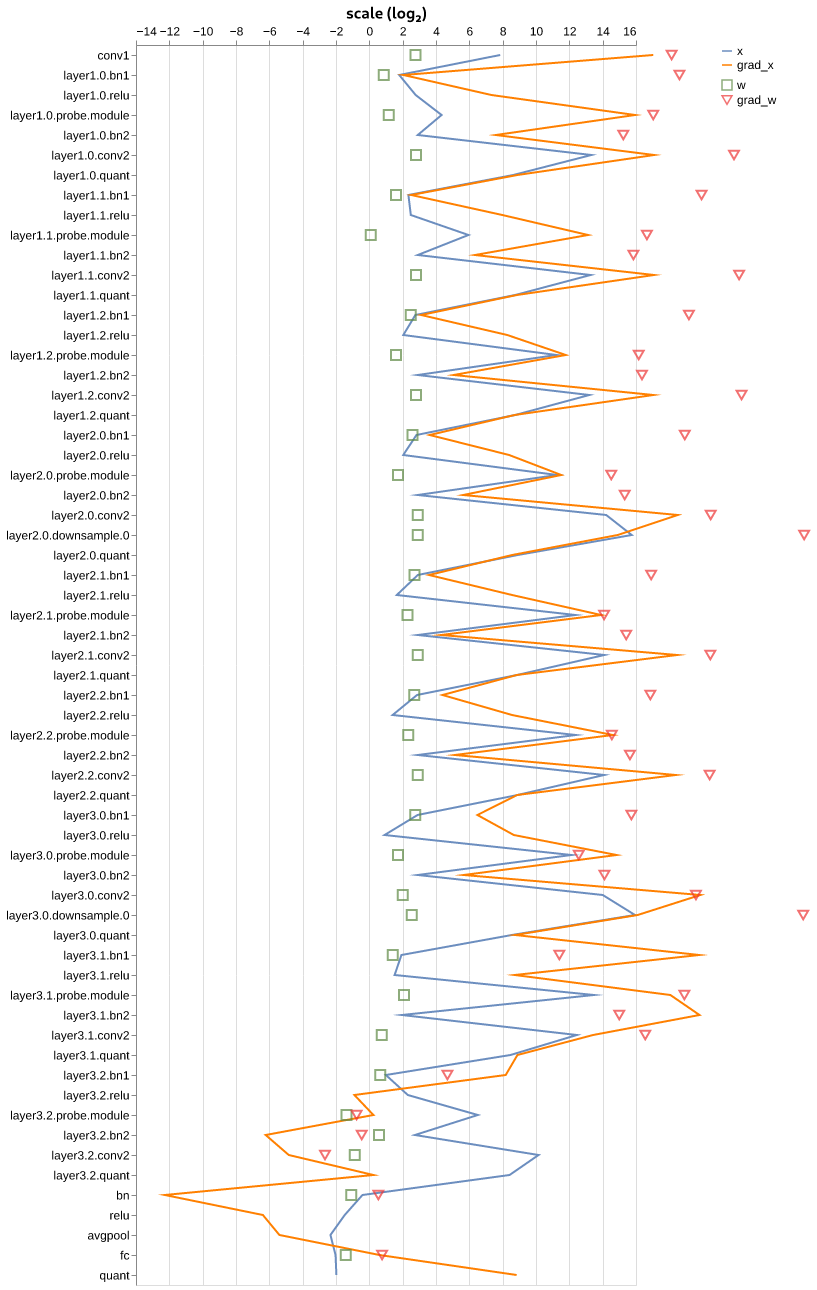 scale (log₂)
−14 −12 −10 −8 −6 −4 −2 0 2 4 6 8 10 12 14 16
conv1
layer1.0.bn1
layer1.0.relu
layer1.0.probe.module
layer1.0.bn2
layer1.0.conv2
layer1.0.quant
layer1.1.bn1
layer1.1.relu
layer1.1.probe.module
layer1.1.bn2
layer1.1.conv2
layer1.1.quant
layer1.2.bn1
layer1.2.relu
layer1.2.probe.module
layer1.2.bn2
layer1.2.conv2
layer1.2.quant
layer2.0.bn1
layer2.0.relu
layer2.0.probe.module
layer2.0.bn2
layer2.0.conv2
layer2.0.downsample.0
layer2.0.quant
layer2.1.bn1
layer2.1.relu
layer2.1.probe.module
layer2.1.bn2
layer2.1.conv2
layer2.1.quant
layer2.2.bn1
layer2.2.relu
layer2.2.probe.module
layer2.2.bn2
layer2.2.conv2
layer2.2.quant
layer3.0.bn1
layer3.0.relu
layer3.0.probe.module
layer3.0.bn2
layer3.0.conv2
layer3.0.downsample.0
layer3.0.quant
layer3.1.bn1
layer3.1.relu
layer3.1.probe.module
layer3.1.bn2
layer3.1.conv2
layer3.1.quant
layer3.2.bn1
layer3.2.relu
layer3.2.probe.module
layer3.2.bn2
layer3.2.conv2
layer3.2.quant
bn
relu
avgpool
fc
quant
x
grad_x
w
grad_w